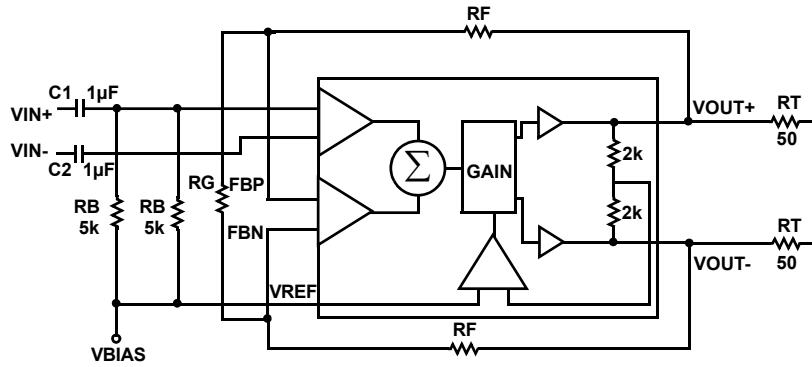 RF
C1 1µF
VIN+
VIN-
C2 1µF
RG FBP
RB
5k
RB
5k
FBN
VREF
VBIAS
Σ
GAIN
2k
2k
VOUT+
RT
50
RT
50
VOUT-
RF